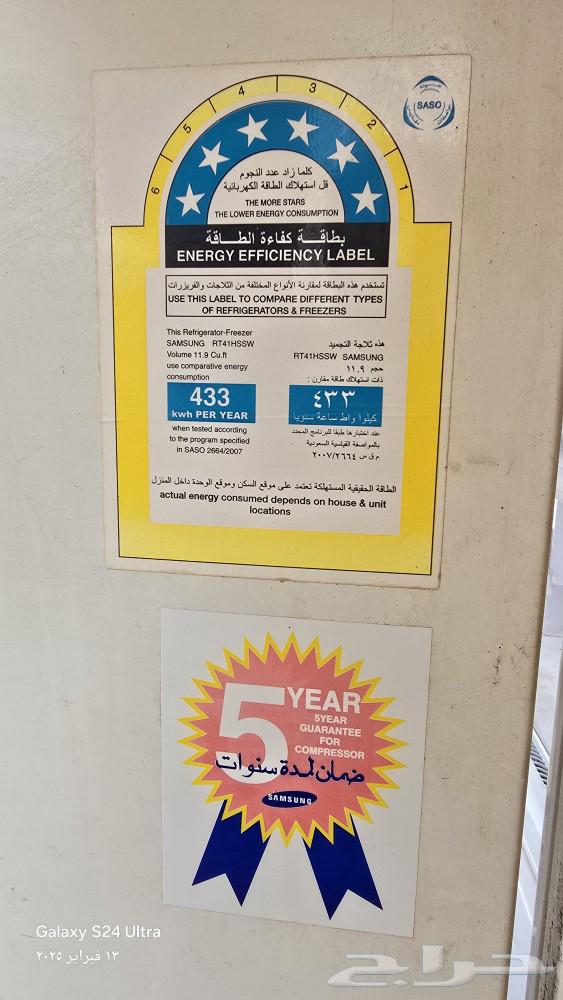 SASO
6 5 4 3 2 1
كلما زاد عدد النجوم
قل استهلاك الطاقة الكهربائية
THE MORE STARS
THE LOWER ENERGY CONSUMPTION
بطاقة كفاءة الطاقة
ENERGY EFFICIENCY LABEL
تستخدم هذه البطاقة لمقارنة الأنواع المختلفة من الثلاجات والفريزرات
USE THIS LABEL TO COMPARE DIFFERENT TYPES
OF REFRIGERATORS & FREEZERS
This Refrigerator-Freezer
SAMSUNG RT41HSSW
Volume 11.9 Cu.ft
use comparative energy
consumption
433
kwh PER YEAR
when tested according
to the program specified
in SASO 2664/2007
هذه ثلاجة التجميد
RT41HSSW SAMSUNG
حجم ١١.٩
ذات استهلاك طاقة مقارن :
٤٣٣
كيلوا واط ساعة سنويا
عند اختبارها طبقا للبرنامج المحدد
بالمواصفة القياسية السعودية
م ق س ٢٠٠٧/٢٦٦٤
الطاقة الحقيقية المستهلكة تعتمد على موقع السكن وموقع الوحدة داخل المنزل
actual energy consumed depends on house & unit
locations
5 YEAR
5YEAR
GUARANTEE
FOR
COMPRESSOR
ضمان لمدة سنوات
SAMSUNG
Galaxy S24 Ultra
١٣ فبراير ٢٠٢٥
حراج